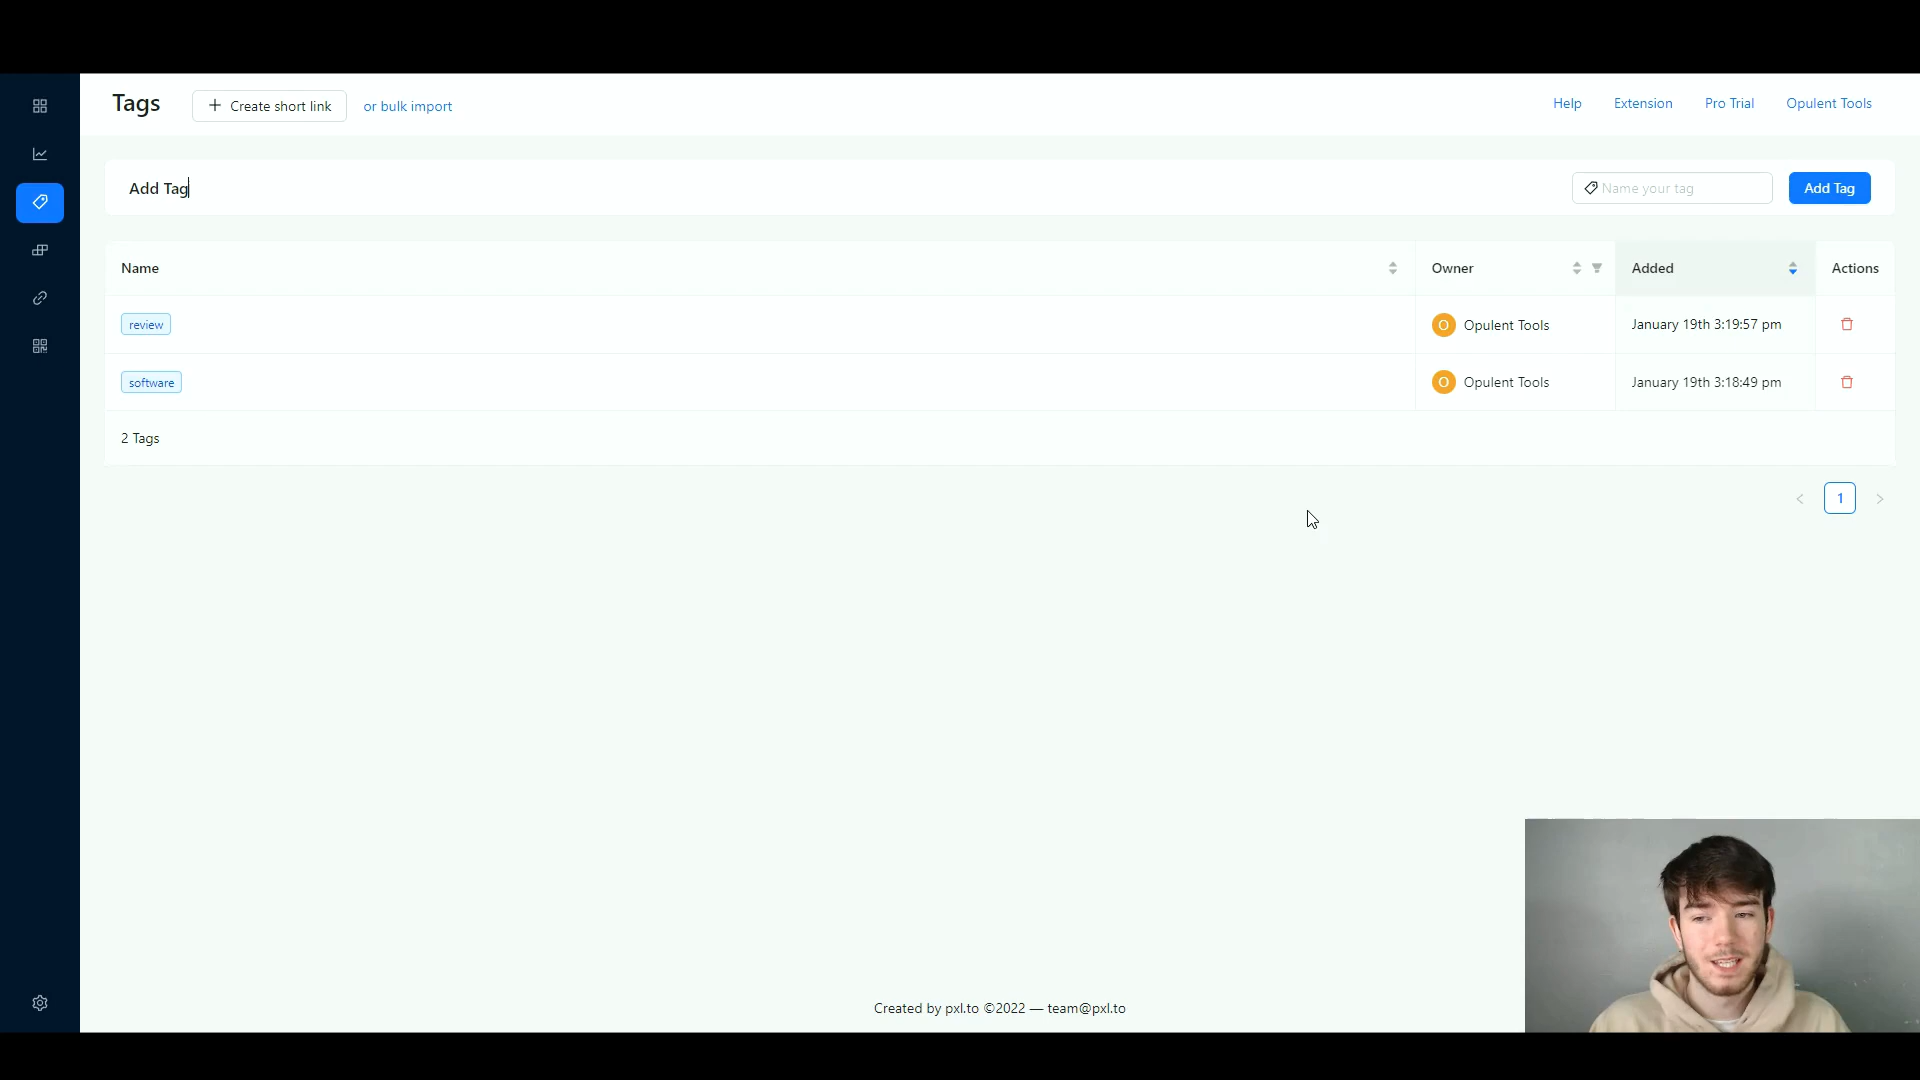 Tags
Create short link
or bulk import
Help
Extension
Pro Trial
Opulent Tools
Add Tag
Name your tag
Add Tag
Name
Owner
Added
Actions
review
O
Opulent Tools
January 19th 3:19:57 pm
software
O
Opulent Tools
January 19th 3:18:49 pm
2 Tags
1
Created by pxl.to ©2022 — team@pxl.to